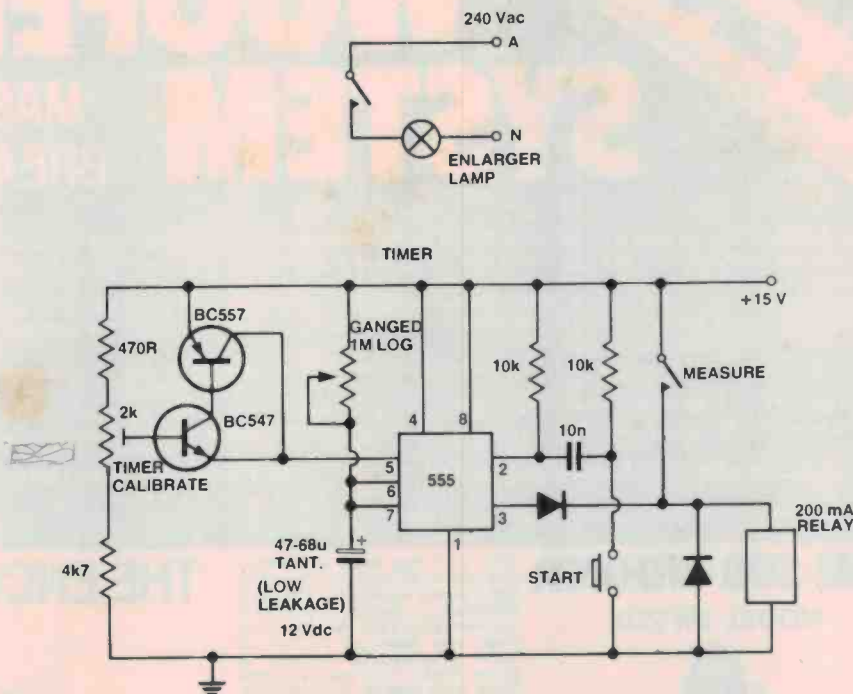 240 Vac
A
N
ENLARGER
LAMP
TIMER
+15 V
BC557
GANGED
1M LOG
470R
10k
10k
MEASURE
2k
BC547
10n
4
8
5
6
7
555
2
3
1
TIMER
CALIBRATE
200 mA
RELAY
47-68u
TANT.
+
(LOW
LEAKAGE)
12 Vdc
START
4k7